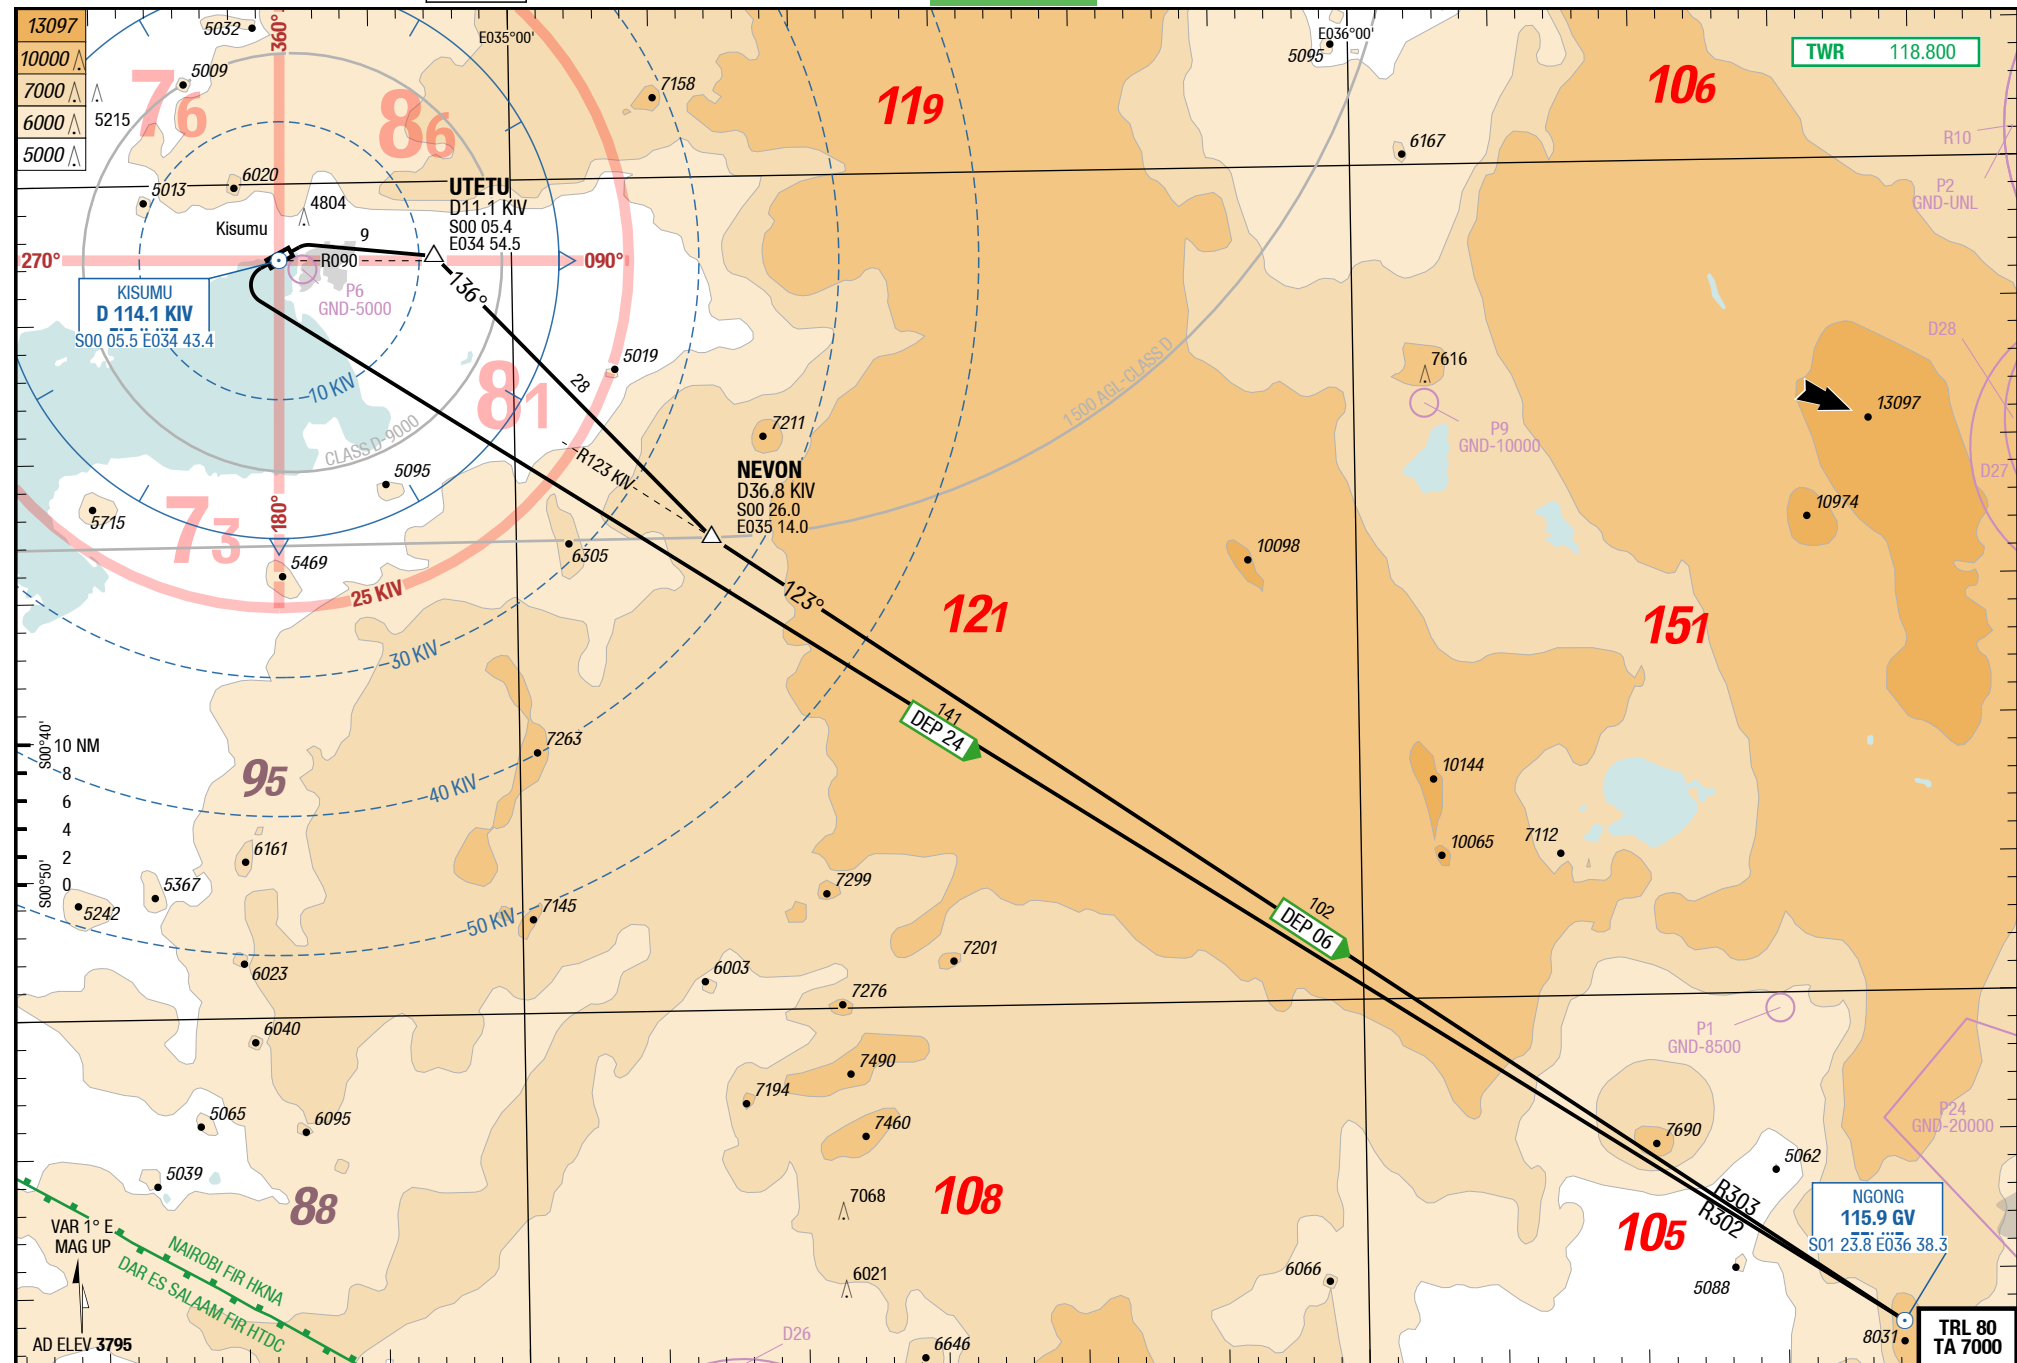 13097
10000
7000
6000
5000
5215
5032
5009
76
86
360°
E035°00'
7158
119
5095
E036°00'
106
TWR 118.800
R10
P2
GND-UNL
6167
6020
5013
4804
Kisumu
9
UTETU
D11.1 KIV
S00 05.4
E034 54.5
270°
R090
090°
136°
P6
GND-5000
KISUMU
D 114.1 KIV
S00 05.5 E034 43.4
10 KIV
28
5019
81
7211
CLASS D-9000
1500 AGL-CLASS D
7616
P9
GND-10000
13097
D28
D27
10974
5095
5715
73
180°
5469
25 KIV
R123 KIV
NEVON
D36.8 KIV
S00 26.0
E035 14.0
6305
10098
123°
121
151
30 KIV
S00°40'
10 NM
8
6
4
2
0
S00°50'
95
7263
40 KIV
141
DEP 24
10144
10065
7112
6161
5367
5242
7299
7145
50 KIV
102
DEP 06
7201
6023
6003
7276
6040
P1
GND-8500
7490
7194
7460
5065
6095
7690
P24
GND-20000
5062
5039
88
7068
108
R303
R302
105
NGONG
115.9 GV
S01 23.8 E036 38.3
VAR 1° E
MAG UP
NAIROBI FIR HKNA
DAR ES SALAAM FIR HTDC
6021
6066
5088
AD ELEV 3795
D26
6646
8031
TRL 80
TA 7000